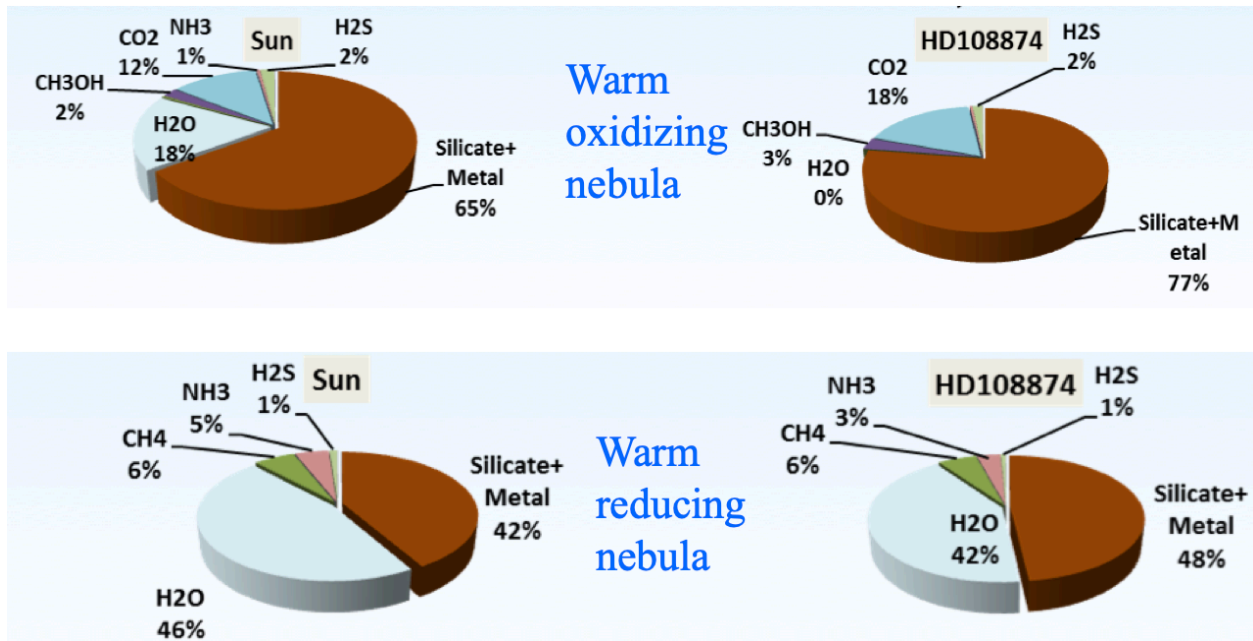 NH3
1%
Sun
H2S
2%
CO2
12%
CH3OH
2%
H2O
18%
Silicate+
Metal
65%
Warm
oxidizing
nebula
HD108874
H2S
2%
CO2
18%
CH3OH
3%
H2O
0%
Silicate+M
etal
77%
H2S
1%
Sun
NH3
5%
CH4
6%
Silicate+
Metal
42%
H2O
46%
Warm
reducing
nebula
NH3
3%
HD108874
H2S
1%
CH4
6%
H2O
42%
Silicate+
Metal
48%